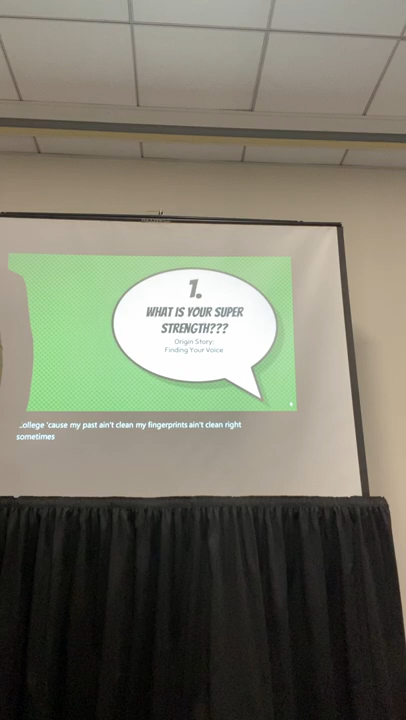 1.
WHAT IS YOUR SUPER
STRENGTH???
Origin Story:
Finding Your Voice
ollege 'cause my past ain't clean my fingerprints ain't clean right
sometimes